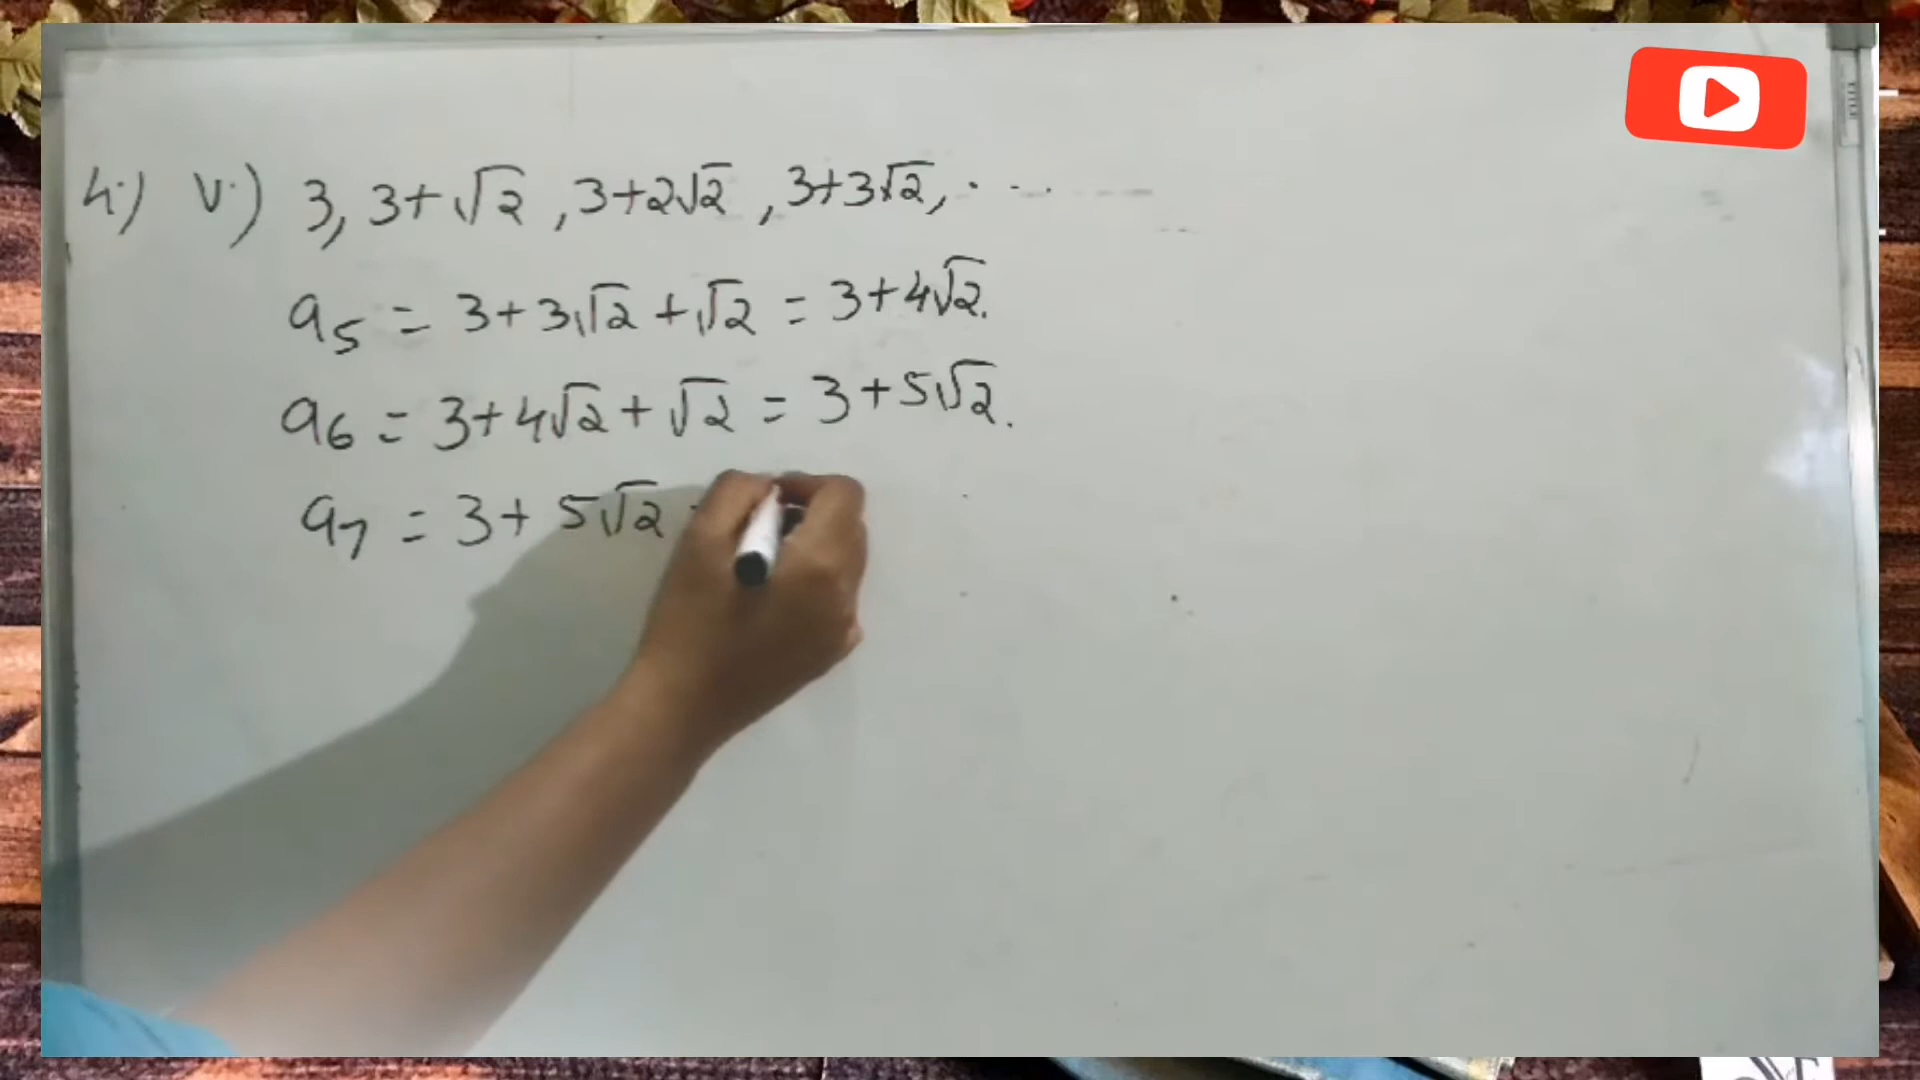 4.) v.) 3, 3+√2, 3+2√2, 3+3√2, ...
a₅ = 3+3√2+√2 = 3+4√2.
a₆ = 3+4√2+√2 = 3+5√2.
a₇ = 3+5√2